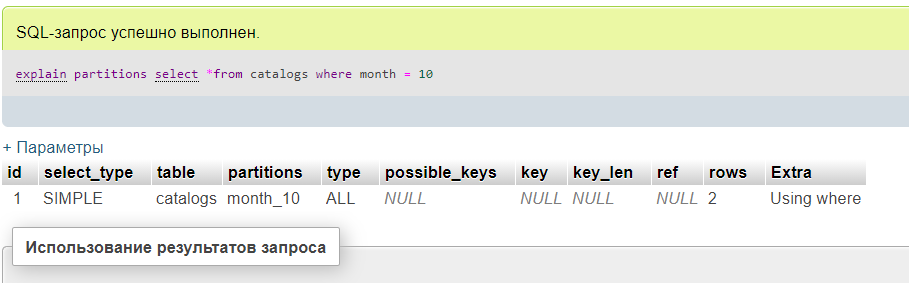 SQL-запрос успешно выполнен.
explain partitions select *from catalogs where month = 10
+ Параметры
id select_type table partitions type possible_keys key key_len ref rows Extra
1 SIMPLE catalogs month_10 ALL NULL NULL NULL NULL 2 Using where
Использование результатов запроса